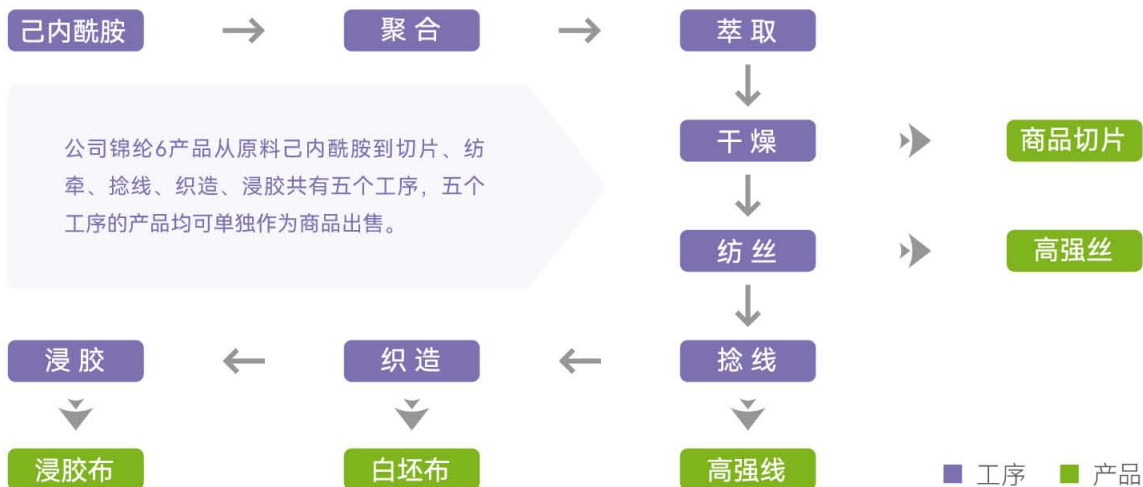 己内酰胺
聚合
萃取
公司锦纶6产品从原料己内酰胺到切片、纺
牵、捻线、织造、浸胶共有五个工序，五个
工序的产品均可单独作为商品出售。
干燥
商品切片
纺丝
高强丝
浸胶
织造
捻线
浸胶布
白坯布
高强线
工序
产品